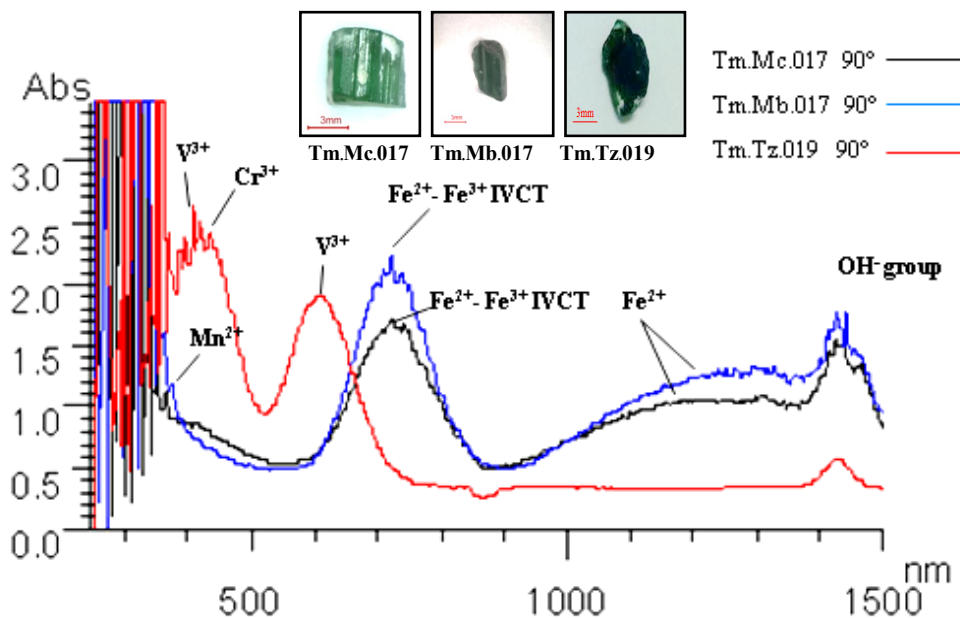 Abs
3.0
2.5
2.0
1.5
1.0
0.5
0.0
500
1000
1500
nm
3mm
3mm
3mm
Tm.Mc.017
Tm.Mb.017
Tm.Tz.019
Tm.Mc.017 90°
Tm.Mb.017 90°
Tm.Tz.019 90°
V³⁺
Cr³⁺
Mn²⁺
V³⁺
Fe²⁺- Fe³⁺ IVCT
Fe²⁺- Fe³⁺ IVCT
Fe²⁺
OH⁻group